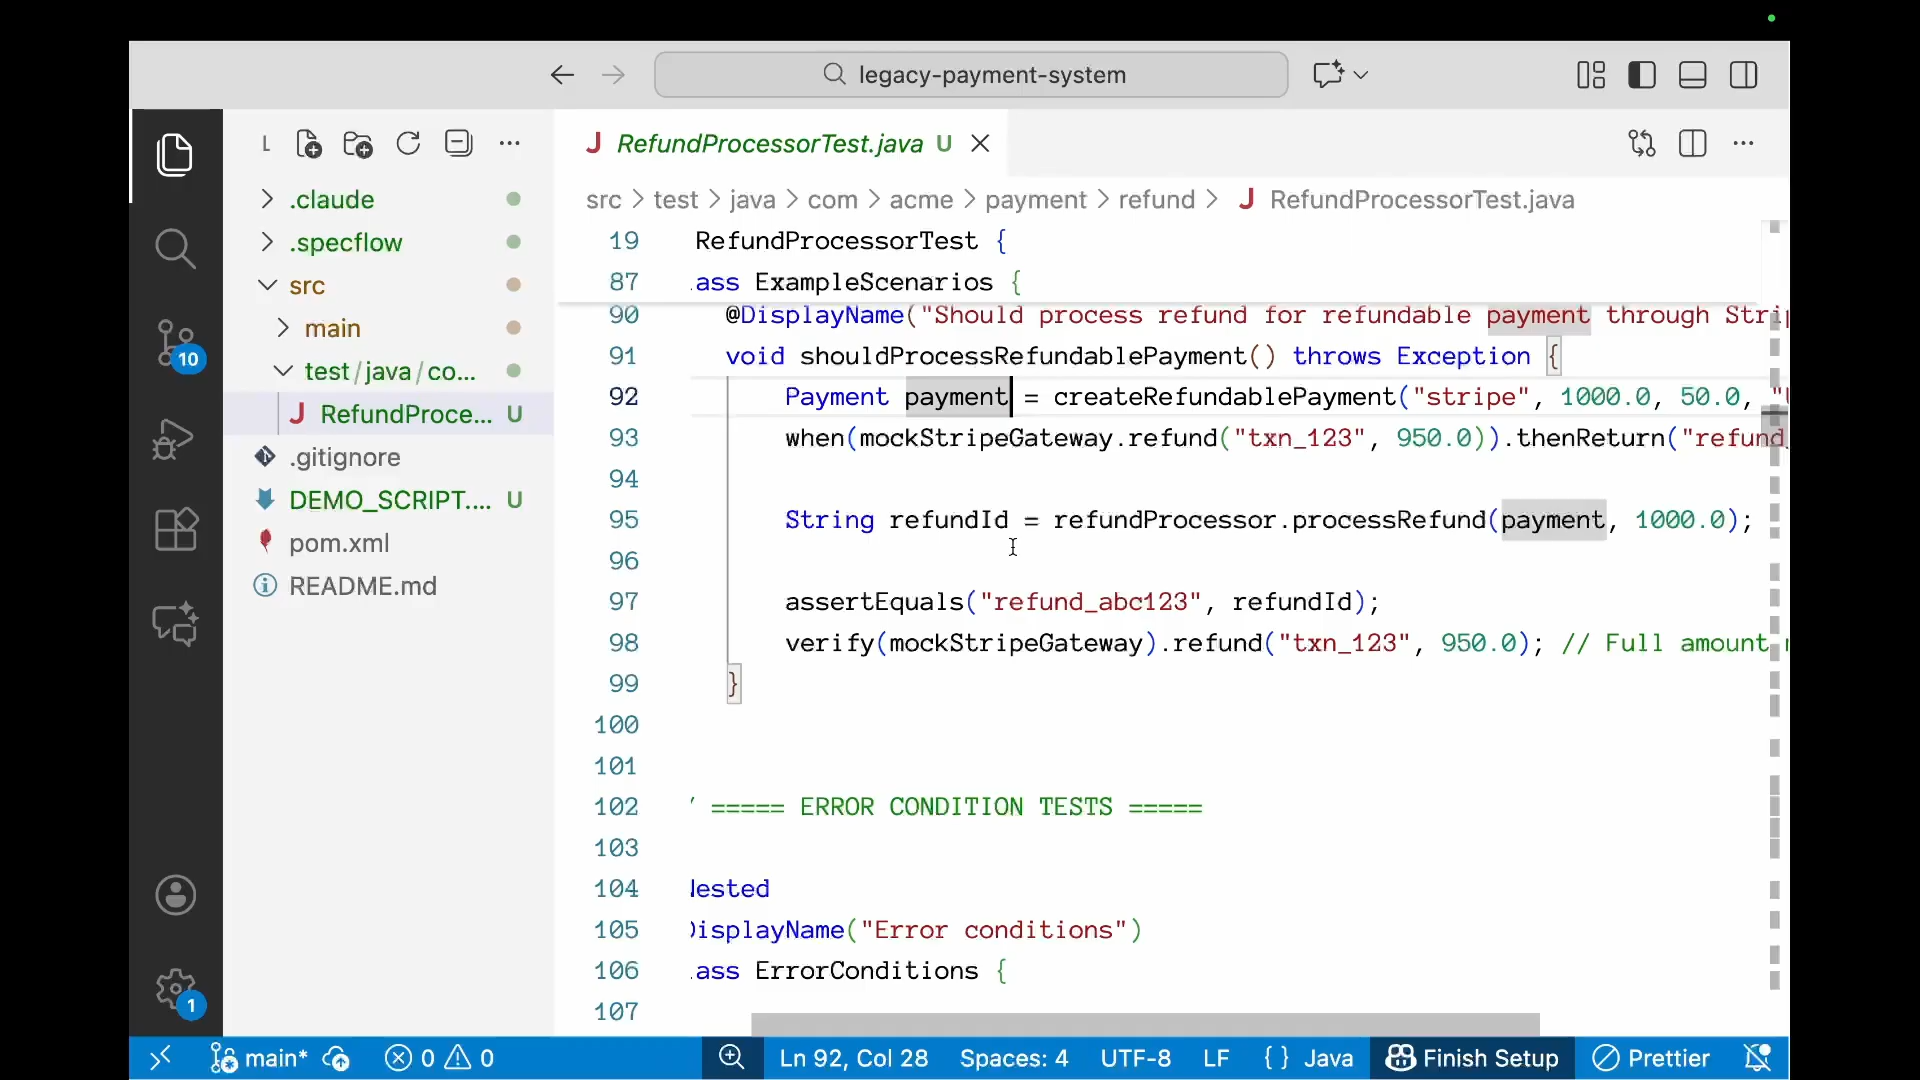 legacy-payment-system
L
RefundProcessorTest.java U
.claude
.specflow
src
main
test/java/co...
RefundProce... U
.gitignore
DEMO_SCRIPT.... U
pom.xml
README.md
10
1
src > test > java > com > acme > payment > refund > RefundProcessorTest.java
19 RefundProcessorTest {
87 ass ExampleScenarios {
90 @DisplayName("Should process refund for refundable payment through Stri
91 void shouldProcessRefundablePayment() throws Exception {
92 Payment payment = createRefundablePayment("stripe", 1000.0, 50.0, "
93 when(mockStripeGateway.refund("txn_123", 950.0)).thenReturn("refund_
94
95 String refundId = refundProcessor.processRefund(payment, 1000.0);
96
97 assertEquals("refund_abc123", refundId);
98 verify(mockStripeGateway).refund("txn_123", 950.0); // Full amount
99 }
100
101
102 ===== ERROR CONDITION TESTS =====
103
104 Nested
105 DisplayName("Error conditions")
106 ass ErrorConditions {
107
main* 0 0 Ln 92, Col 28 Spaces: 4 UTF-8 LF { } Java Finish Setup Prettier